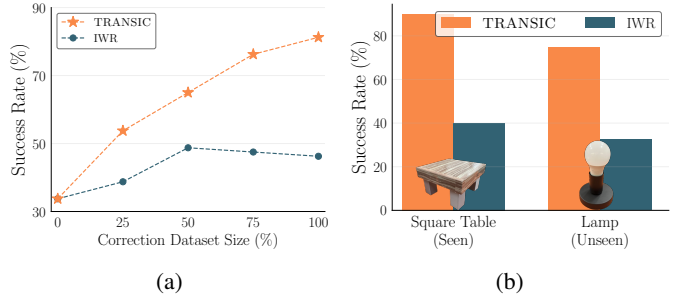 90
70
50
30
Success Rate (%)
TRANSIC
IWR
0 25 50 75 100
Correction Dataset Size (%)
(a)
80
60
40
20
0
Success Rate (%)
TRANSIC IWR
Square Table
(Seen)
Lamp
(Unseen)
(b)